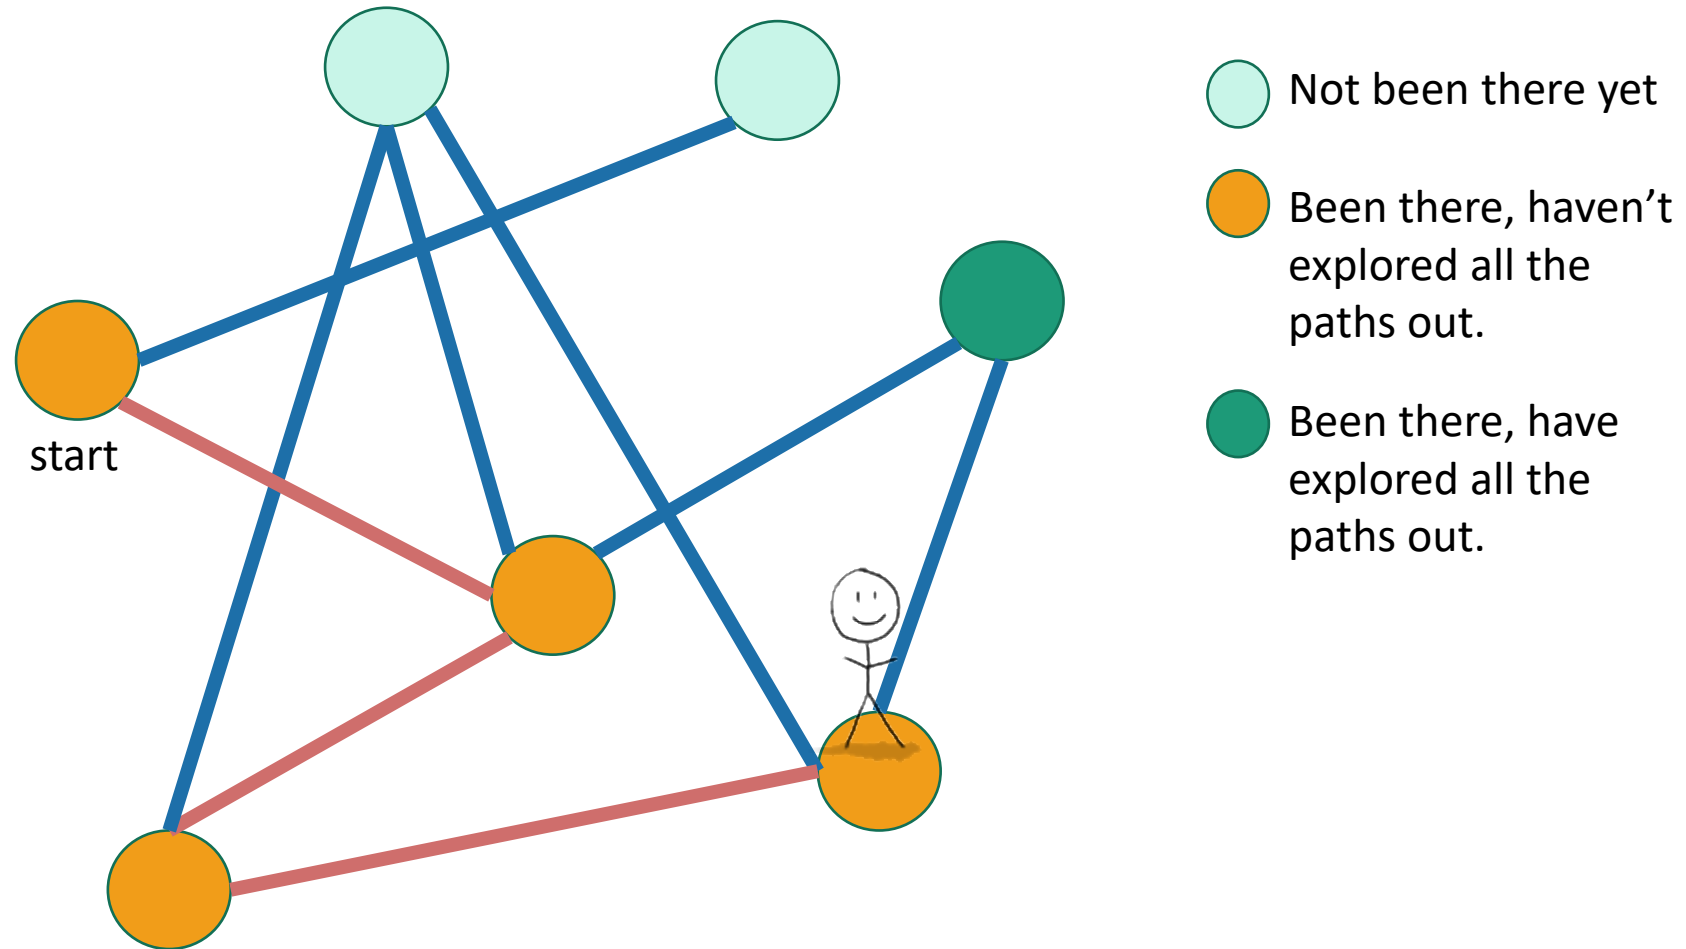 Not been there yet
Been there, haven’t
explored all the
paths out.
start
Been there, have
explored all the
paths out.